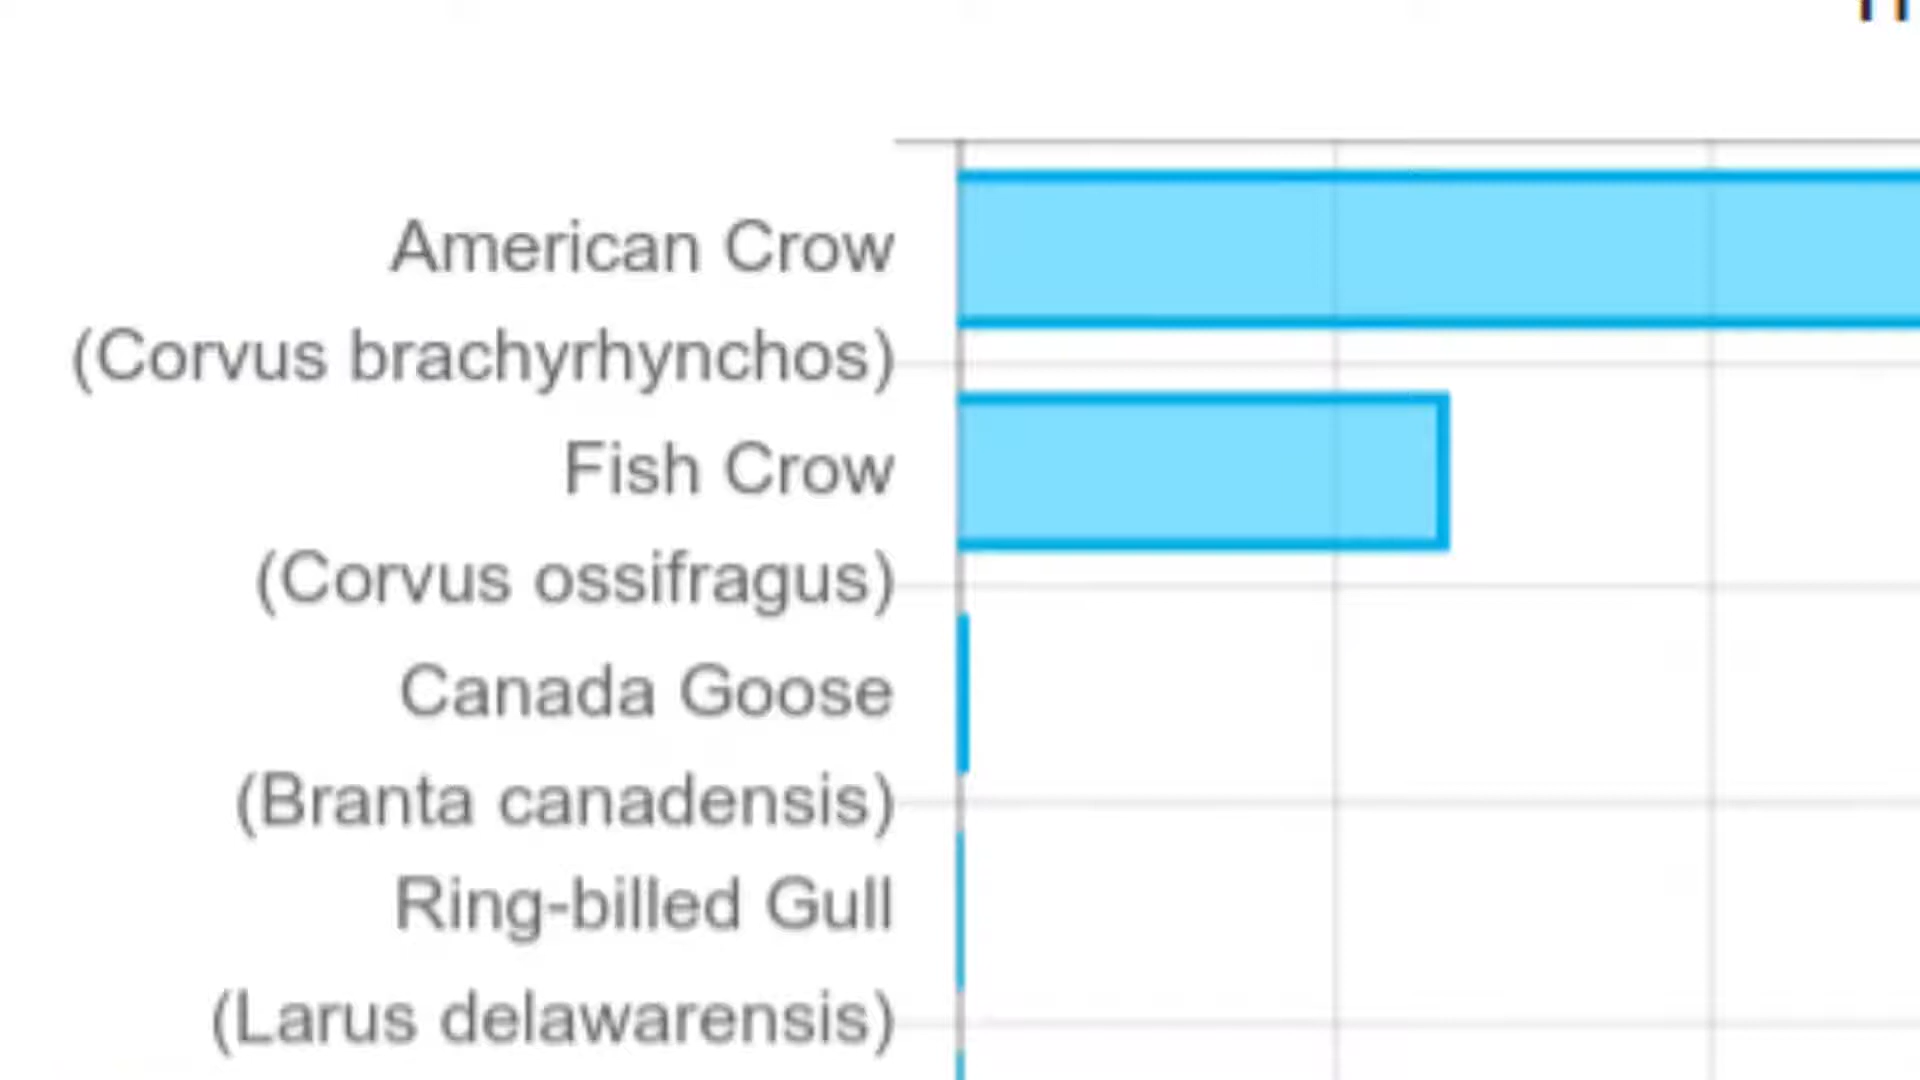 American Crow
(Corvus brachyrhynchos)
Fish Crow
(Corvus ossifragus)
Canada Goose
(Branta canadensis)
Ring-billed Gull
(Larus delawarensis)